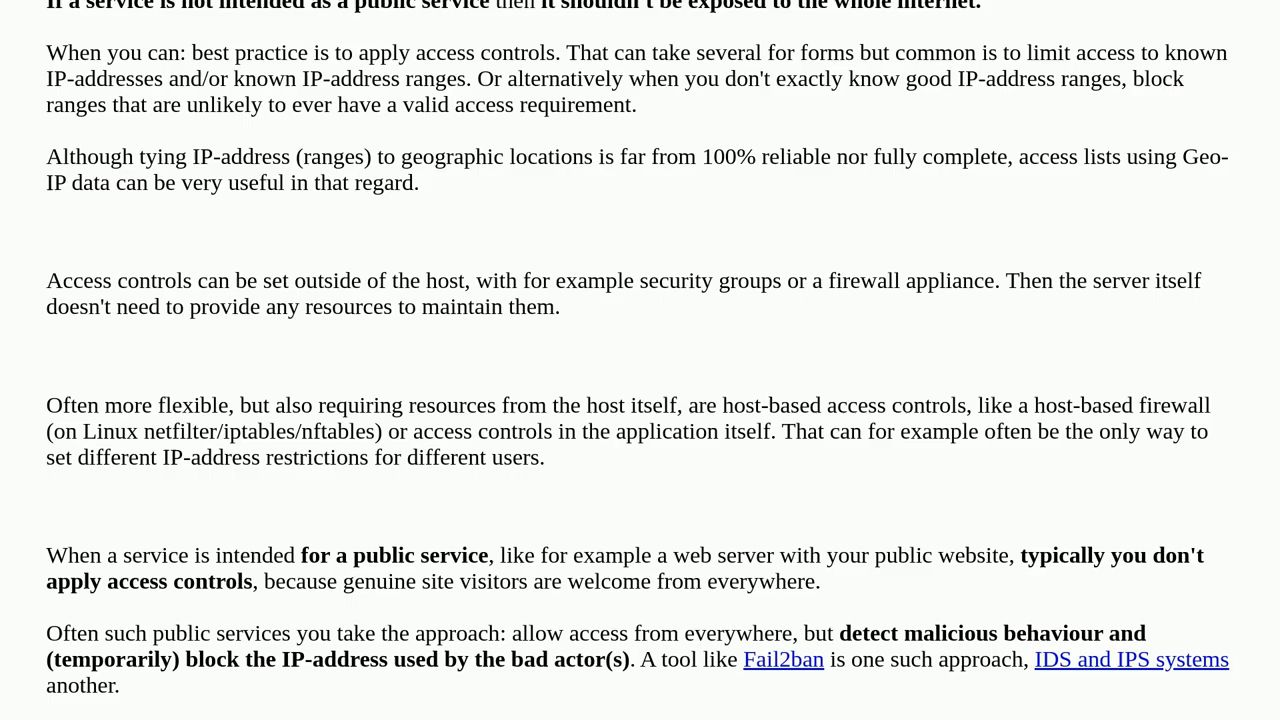 If a service is not intended as a public service then it shouldn't be exposed to the whole internet.
When you can: best practice is to apply access controls. That can take several for forms but common is to limit access to known
IP-addresses and/or known IP-address ranges. Or alternatively when you don't exactly know good IP-address ranges, block
ranges that are unlikely to ever have a valid access requirement.
Although tying IP-address (ranges) to geographic locations is far from 100% reliable nor fully complete, access lists using Geo-
IP data can be very useful in that regard.
Access controls can be set outside of the host, with for example security groups or a firewall appliance. Then the server itself
doesn't need to provide any resources to maintain them.
Often more flexible, but also requiring resources from the host itself, are host-based access controls, like a host-based firewall
(on Linux netfilter/iptables/nftables) or access controls in the application itself. That can for example often be the only way to
set different IP-address restrictions for different users.
When a service is intended for a public service, like for example a web server with your public website, typically you don't
apply access controls, because genuine site visitors are welcome from everywhere.
Often such public services you take the approach: allow access from everywhere, but detect malicious behaviour and
(temporarily) block the IP-address used by the bad actor(s). A tool like Fail2ban is one such approach, IDS and IPS systems
another.